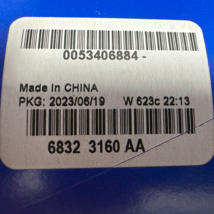 0053406884 -
Made in CHINA
PKG; 2023/06/19 W 623c 22:13
6832 3160 AA